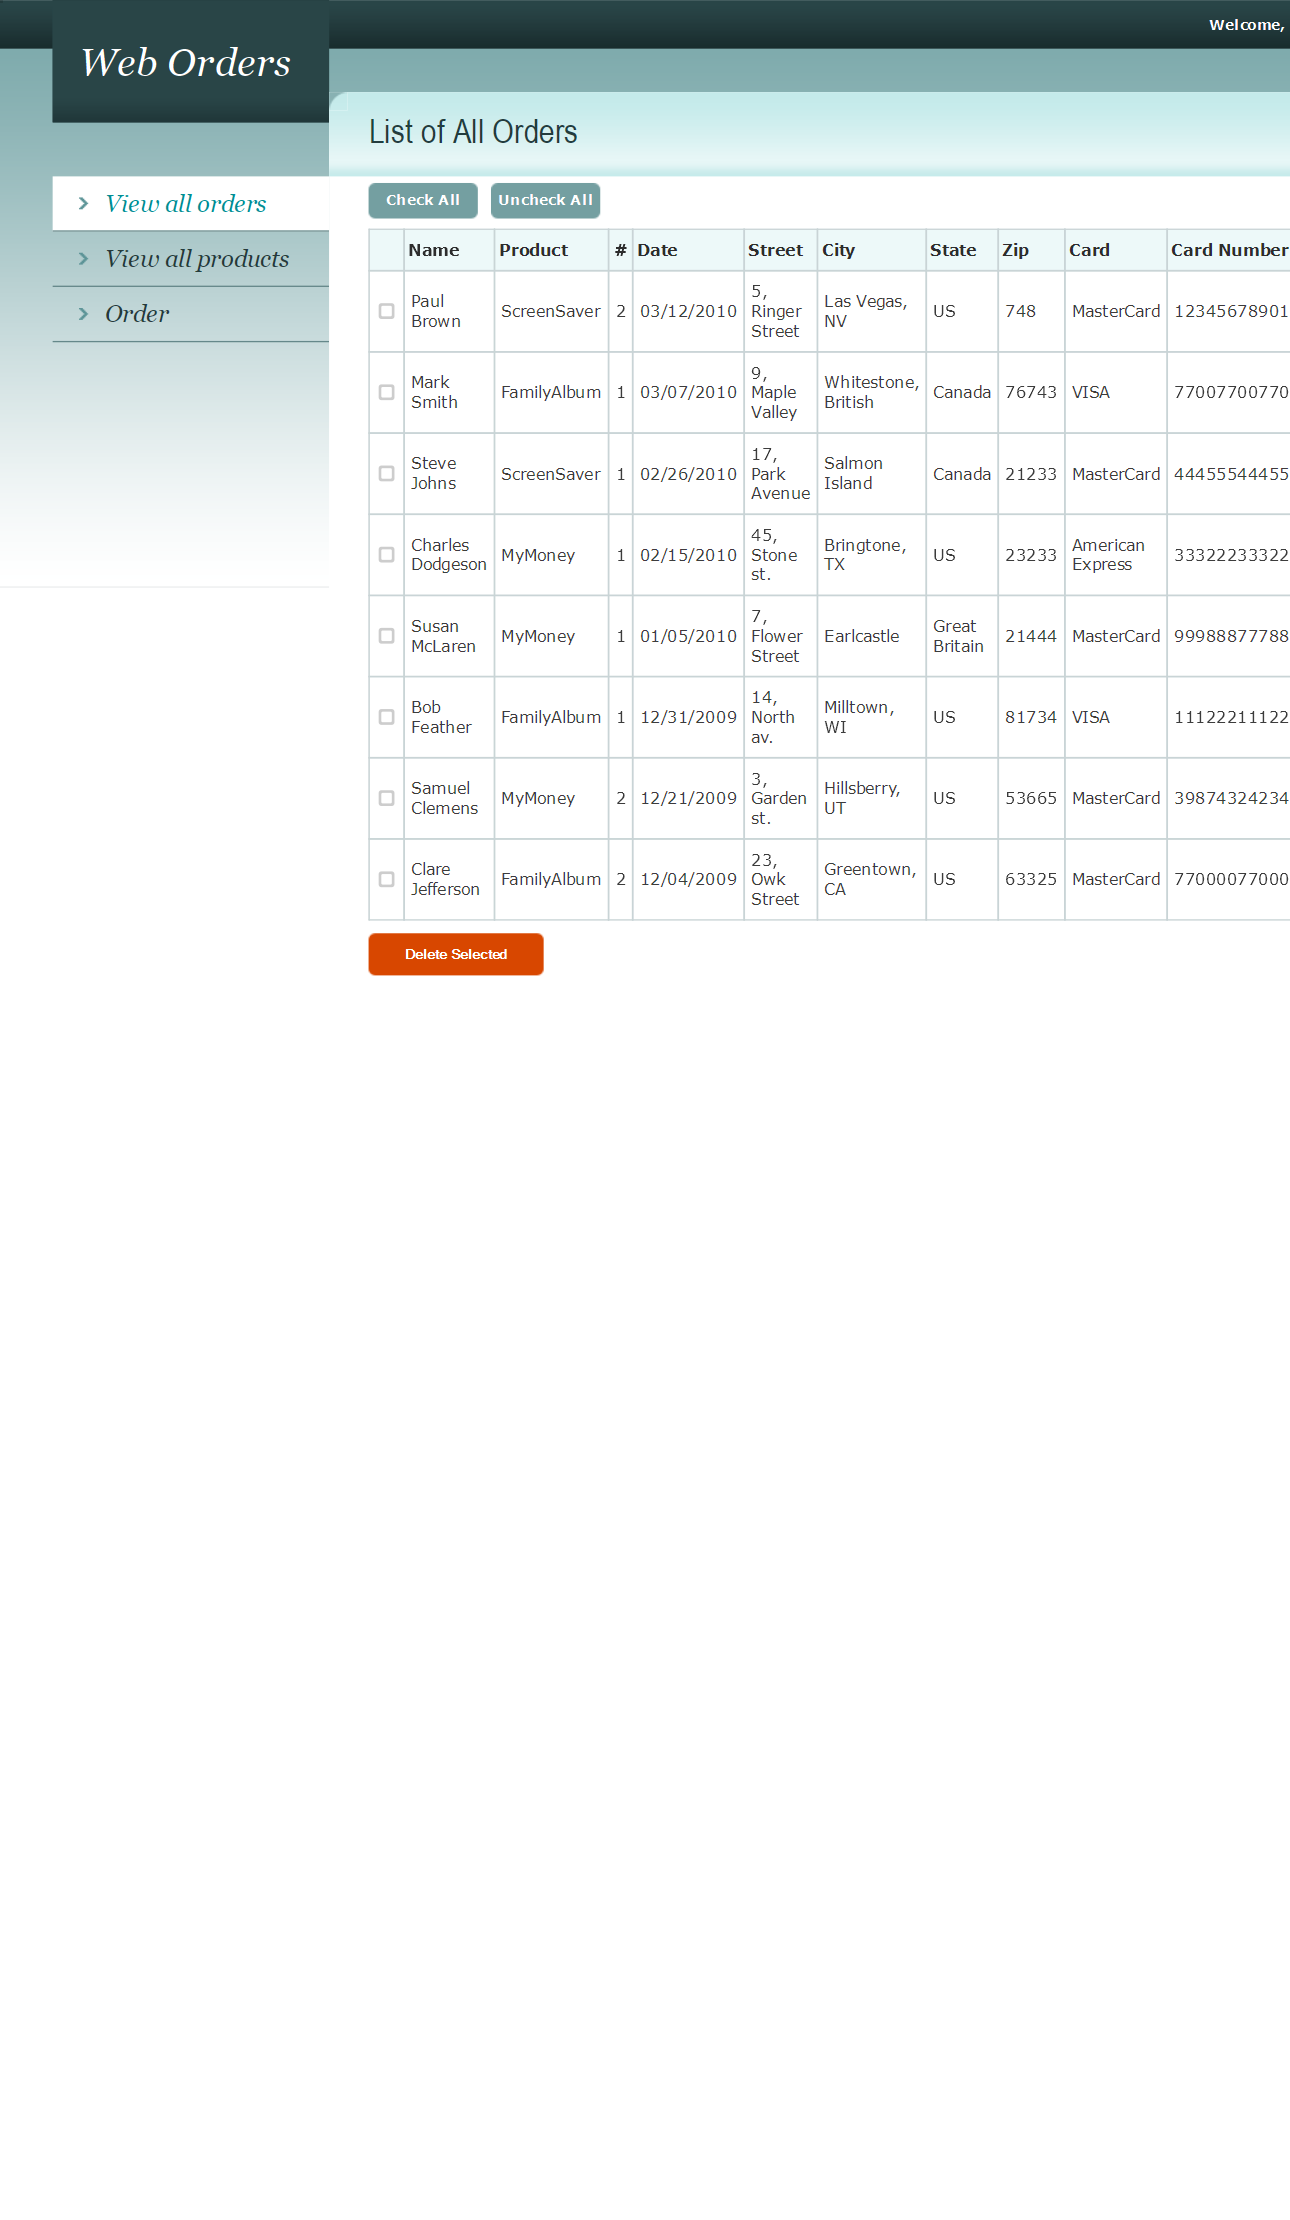 Welcome,
Web Orders
List of All Orders
Check All Uncheck All
View all orders
View all products
Order
Name Product # Date Street City State Zip Card Card Number
Paul
Brown
ScreenSaver 2 03/12/2010
5,
Ringer
Street
Las Vegas,
NV
US 748 MasterCard 12345678901
Mark
Smith
FamilyAlbum 1 03/07/2010
9,
Maple
Valley
Whitestone,
British
Canada 76743 VISA 77007700770
Steve
Johns
ScreenSaver 1 02/26/2010
17,
Park
Avenue
Salmon
Island
Canada 21233 MasterCard 44455544455
Charles
Dodgeson
MyMoney 1 02/15/2010
45,
Stone
st.
Bringtone,
TX
US 23233
American
Express
33322233322
Susan
McLaren
MyMoney 1 01/05/2010
7,
Flower
Street
Earlcastle
Great
Britain
21444 MasterCard 99988877788
Bob
Feather
FamilyAlbum 1 12/31/2009
14,
North
av.
Milltown,
WI
US 81734 VISA 11122211122
Samuel
Clemens
MyMoney 2 12/21/2009
3,
Garden
st.
Hillsberry,
UT
US 53665 MasterCard 39874324234
Clare
Jefferson
FamilyAlbum 2 12/04/2009
23,
Owk
Street
Greentown,
CA
US 63325 MasterCard 77000077000
Delete Selected